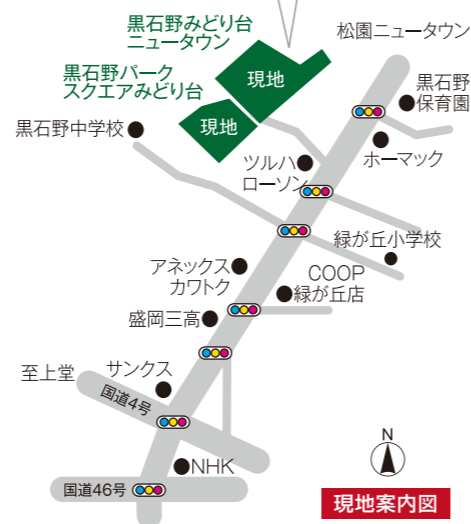 黒石野みどり台
ニュータウン
松園ニュータウン
黒石野パーク
スクエアみどり台
現地
現地
黒石野
保育園
黒石野中学校
ホーマック
ツルハ
ローソン
緑が丘小学校
アネックス
カワトク
COOP
緑が丘店
盛岡三高
至上堂
サンクス
国道4号
NHK
国道46号
N
現地案内図